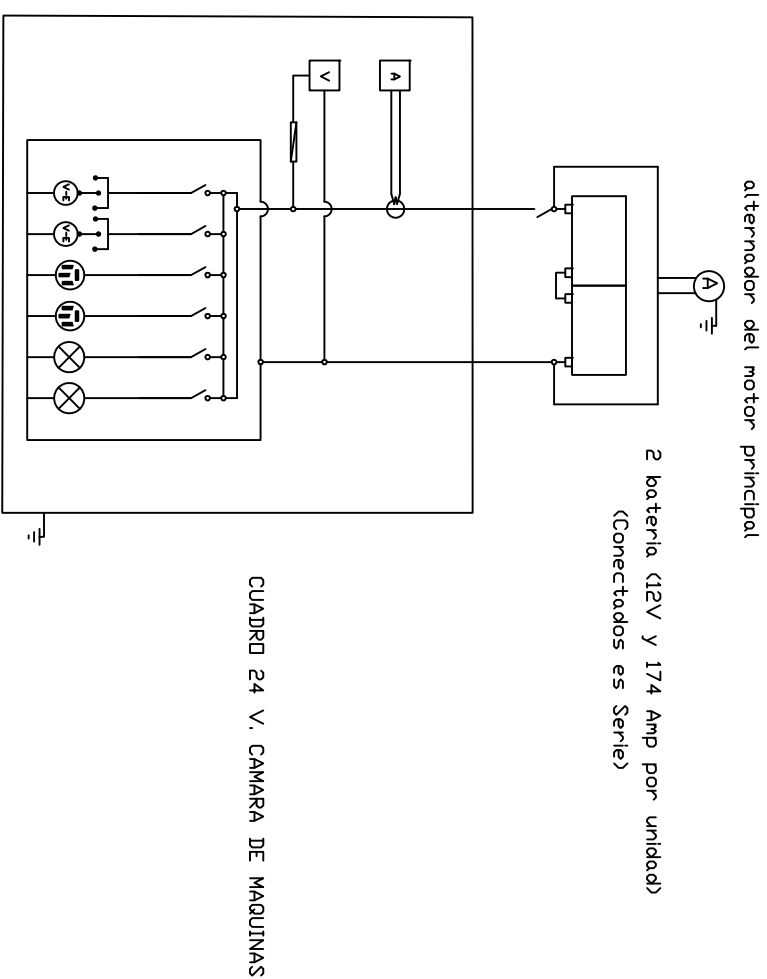 alternador del motor principal
A
2 bateria (12V y 174 Amp por unidad)
(Conectados es Serie)
A
V
V-E
V-E
CUADRO 24 V. CAMARA DE MAQUINAS